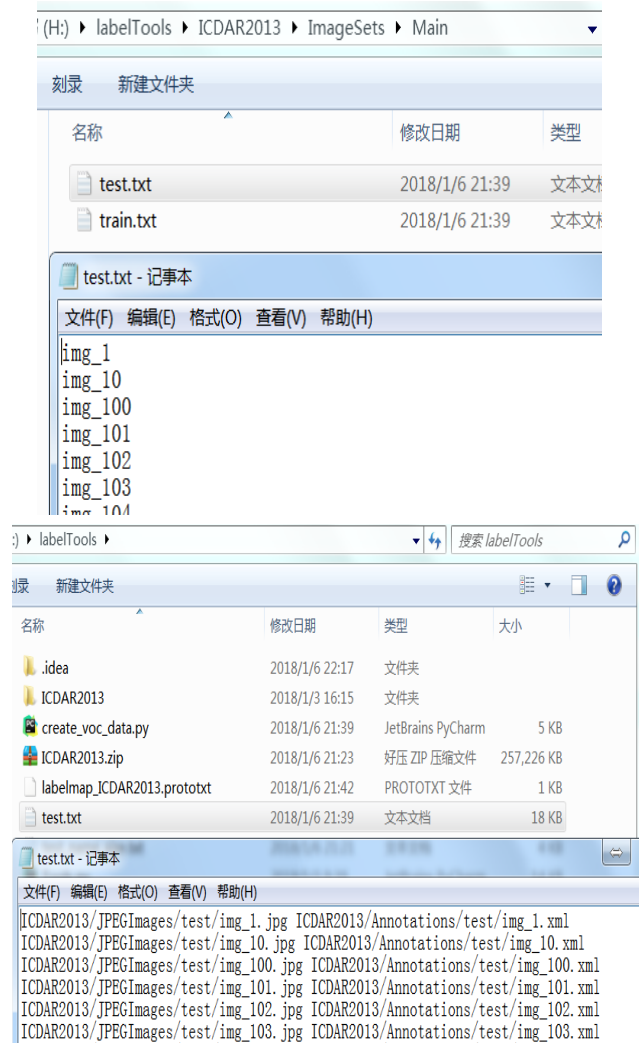 (H:) ▸ labelTools ▸ ICDAR2013 ▸ ImageSets ▸ Main
刻录 新建文件夹
名称 修改日期 类型
test.txt 2018/1/6 21:39 文本文档
train.txt 2018/1/6 21:39 文本文档
test.txt - 记事本
文件(F) 编辑(E) 格式(O) 查看(V) 帮助(H)
img_1
img_10
img_100
img_101
img_102
img_103
img_104
:) ▸ labelTools ▸ 搜索 labelTools
刻录 新建文件夹
名称 修改日期 类型 大小
.idea 2018/1/6 22:17 文件夹
ICDAR2013 2018/1/3 16:15 文件夹
create_voc_data.py 2018/1/6 21:39 JetBrains PyCharm 5 KB
ICDAR2013.zip 2018/1/6 21:23 好压 ZIP 压缩文件 257,226 KB
labelmap_ICDAR2013.prototxt 2018/1/6 21:42 PROTOTXT 文件 1 KB
test.txt 2018/1/6 21:39 文本文档 18 KB
test.txt - 记事本
文件(F) 编辑(E) 格式(O) 查看(V) 帮助(H)
ICDAR2013/JPEGImages/test/img_1.jpg ICDAR2013/Annotations/test/img_1.xml
ICDAR2013/JPEGImages/test/img_10.jpg ICDAR2013/Annotations/test/img_10.xml
ICDAR2013/JPEGImages/test/img_100.jpg ICDAR2013/Annotations/test/img_100.xml
ICDAR2013/JPEGImages/test/img_101.jpg ICDAR2013/Annotations/test/img_101.xml
ICDAR2013/JPEGImages/test/img_102.jpg ICDAR2013/Annotations/test/img_102.xml
ICDAR2013/JPEGImages/test/img_103.jpg ICDAR2013/Annotations/test/img_103.xml